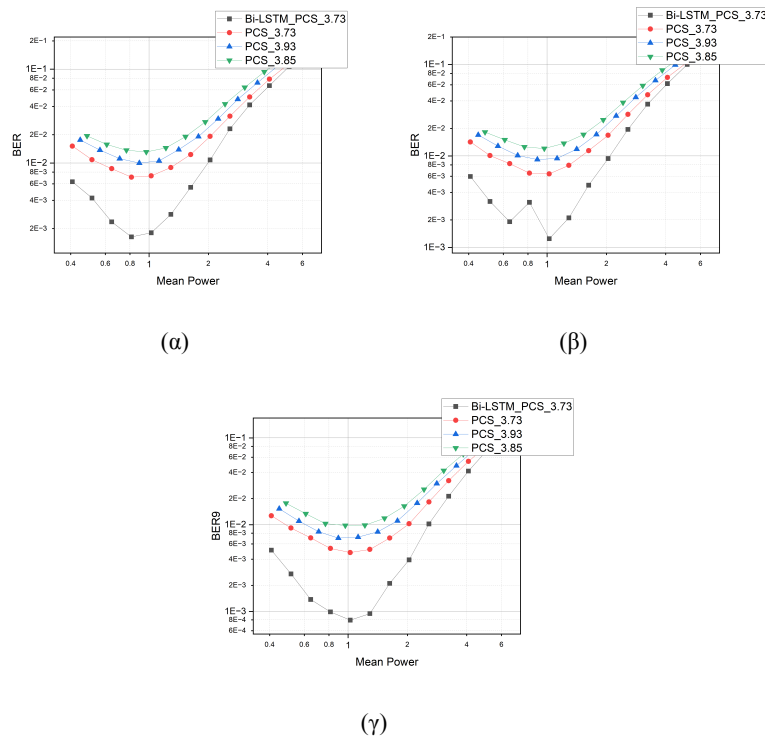 Bi-LSTM_PCS_3.73
PCS_3.73
PCS_3.93
PCS_3.85
2E−1
1E−1
8E−2
6E−2
4E−2
2E−2
1E−2
8E−3
6E−3
4E−3
2E−3
BER
0.4
0.6
0.8
1
2
4
6
Mean Power
(α)
Bi-LSTM_PCS_3.73
PCS_3.73
PCS_3.93
PCS_3.85
2E−1
1E−1
8E−2
6E−2
4E−2
2E−2
1E−2
8E−3
6E−3
4E−3
2E−3
1E−3
BER
0.4
0.6
0.8
1
2
4
6
Mean Power
(β)
Bi-LSTM_PCS_3.73
PCS_3.73
PCS_3.93
PCS_3.85
1E−1
8E−2
6E−2
4E−2
2E−2
1E−2
8E−3
6E−3
4E−3
2E−3
1E−3
8E−4
6E−4
BER9
0.4
0.6
0.8
1
2
4
6
Mean Power
(γ)